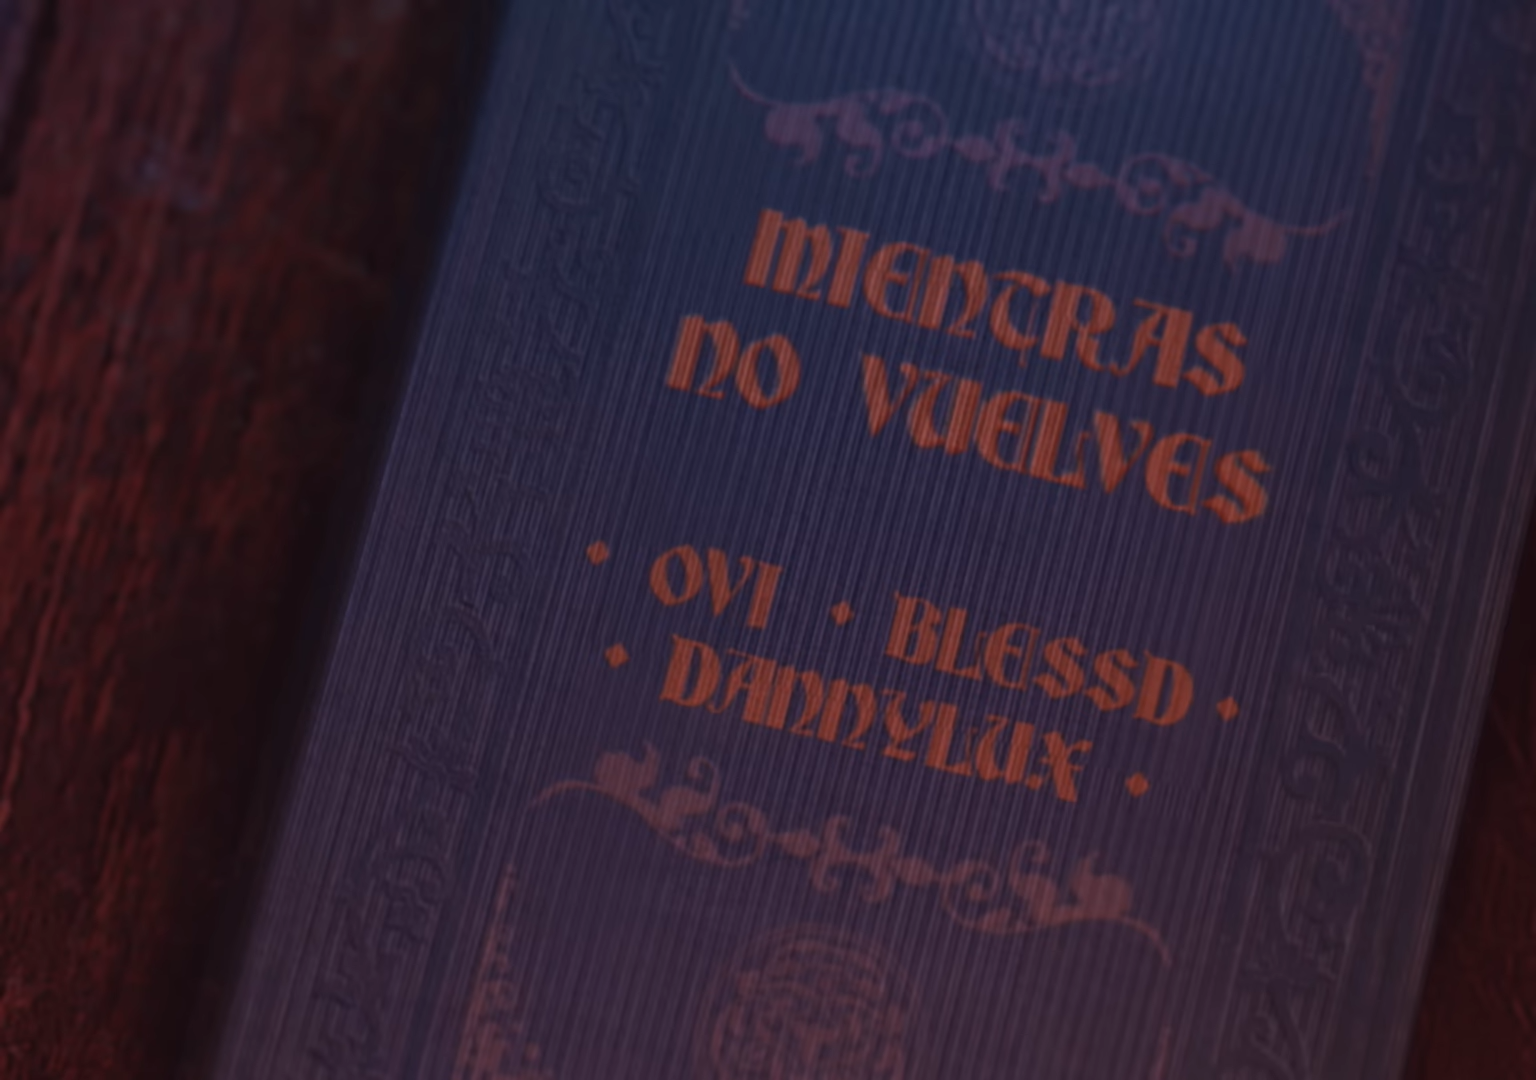 MIENTRAS
NO VUELVES
• OVI • BLESSD •
• DANNYLUX •